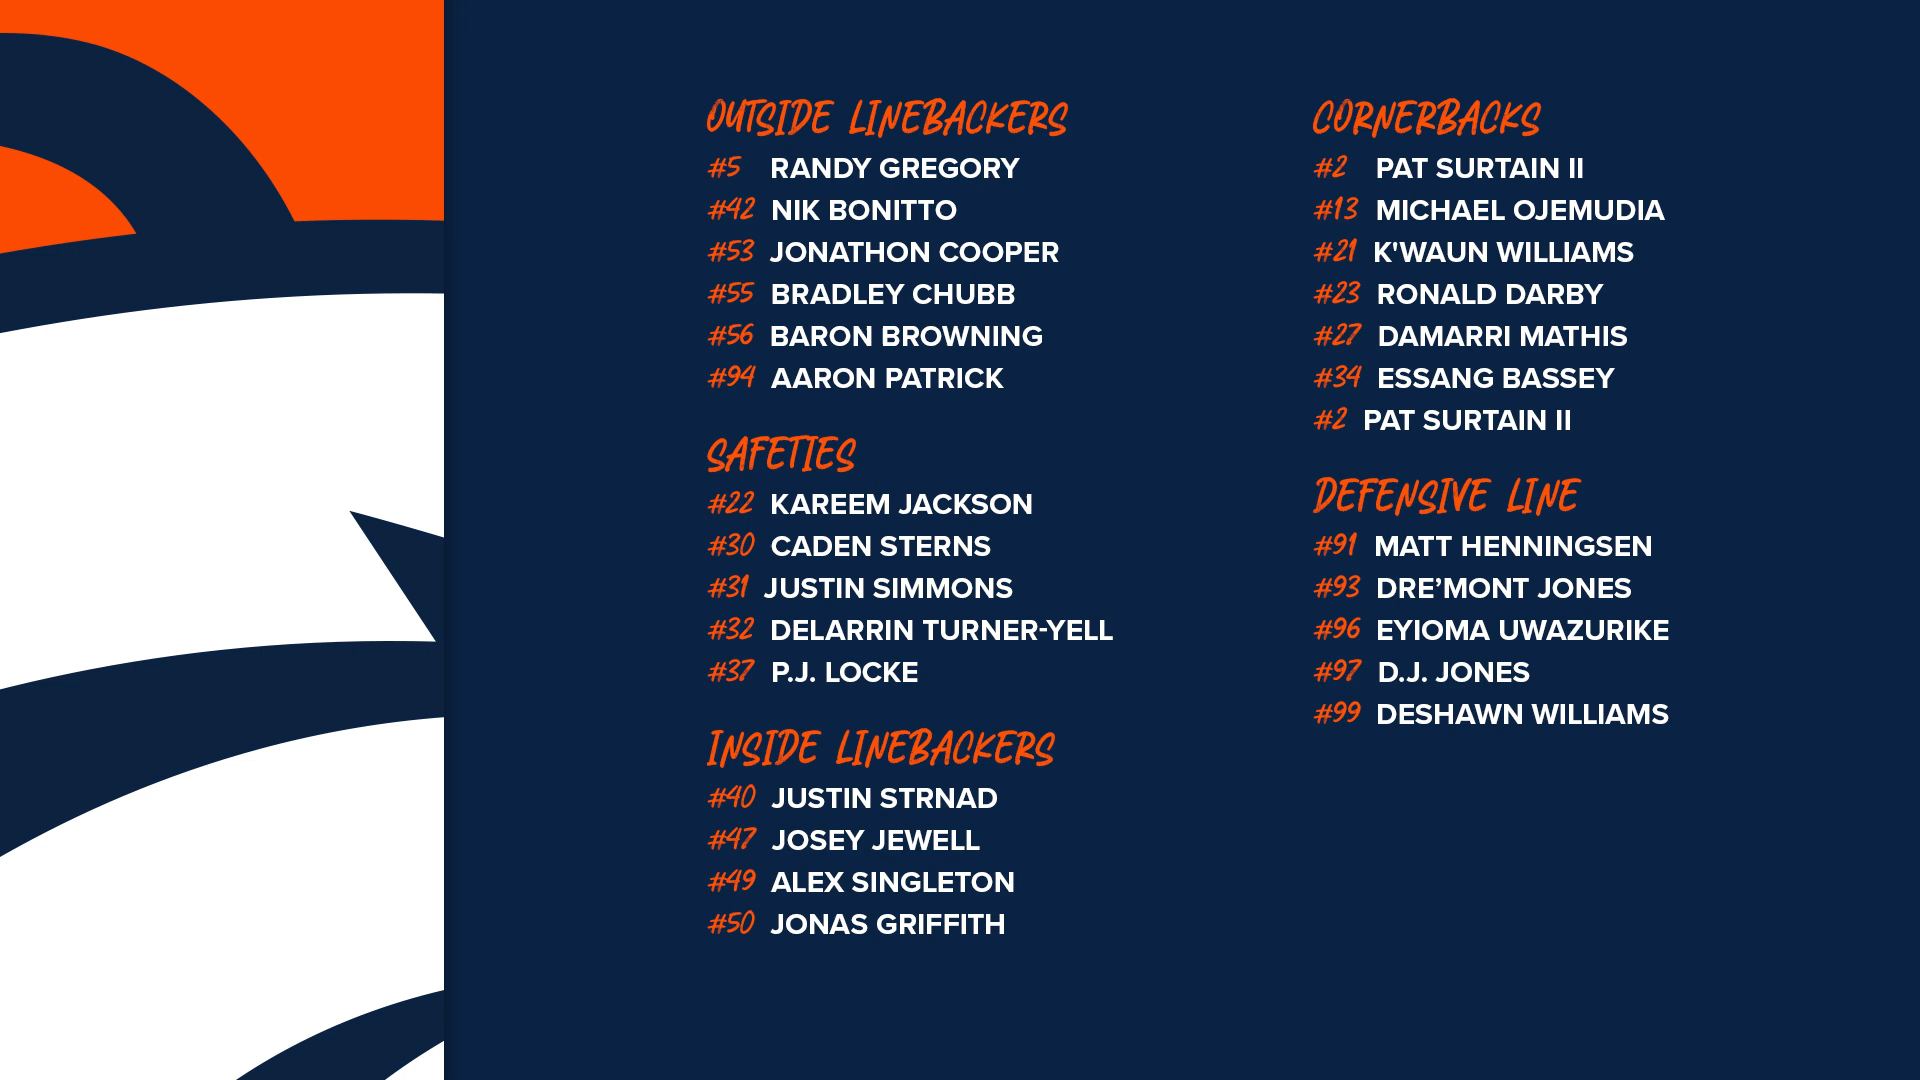 OUTSIDE LINEBACKERS
#5 RANDY GREGORY
#42 NIK BONITTO
#53 JONATHON COOPER
#55 BRADLEY CHUBB
#56 BARON BROWNING
#94 AARON PATRICK
SAFETIES
#22 KAREEM JACKSON
#30 CADEN STERNS
#31 JUSTIN SIMMONS
#32 DELARRIN TURNER-YELL
#37 P.J. LOCKE
INSIDE LINEBACKERS
#40 JUSTIN STRNAD
#47 JOSEY JEWELL
#49 ALEX SINGLETON
#50 JONAS GRIFFITH
CORNERBACKS
#2 PAT SURTAIN II
#13 MICHAEL OJEMUDIA
#21 K'WAUN WILLIAMS
#23 RONALD DARBY
#27 DAMARRI MATHIS
#34 ESSANG BASSEY
#2 PAT SURTAIN II
DEFENSIVE LINE
#91 MATT HENNINGSEN
#93 DRE’MONT JONES
#96 EYIOMA UWAZURIKE
#97 D.J. JONES
#99 DESHAWN WILLIAMS